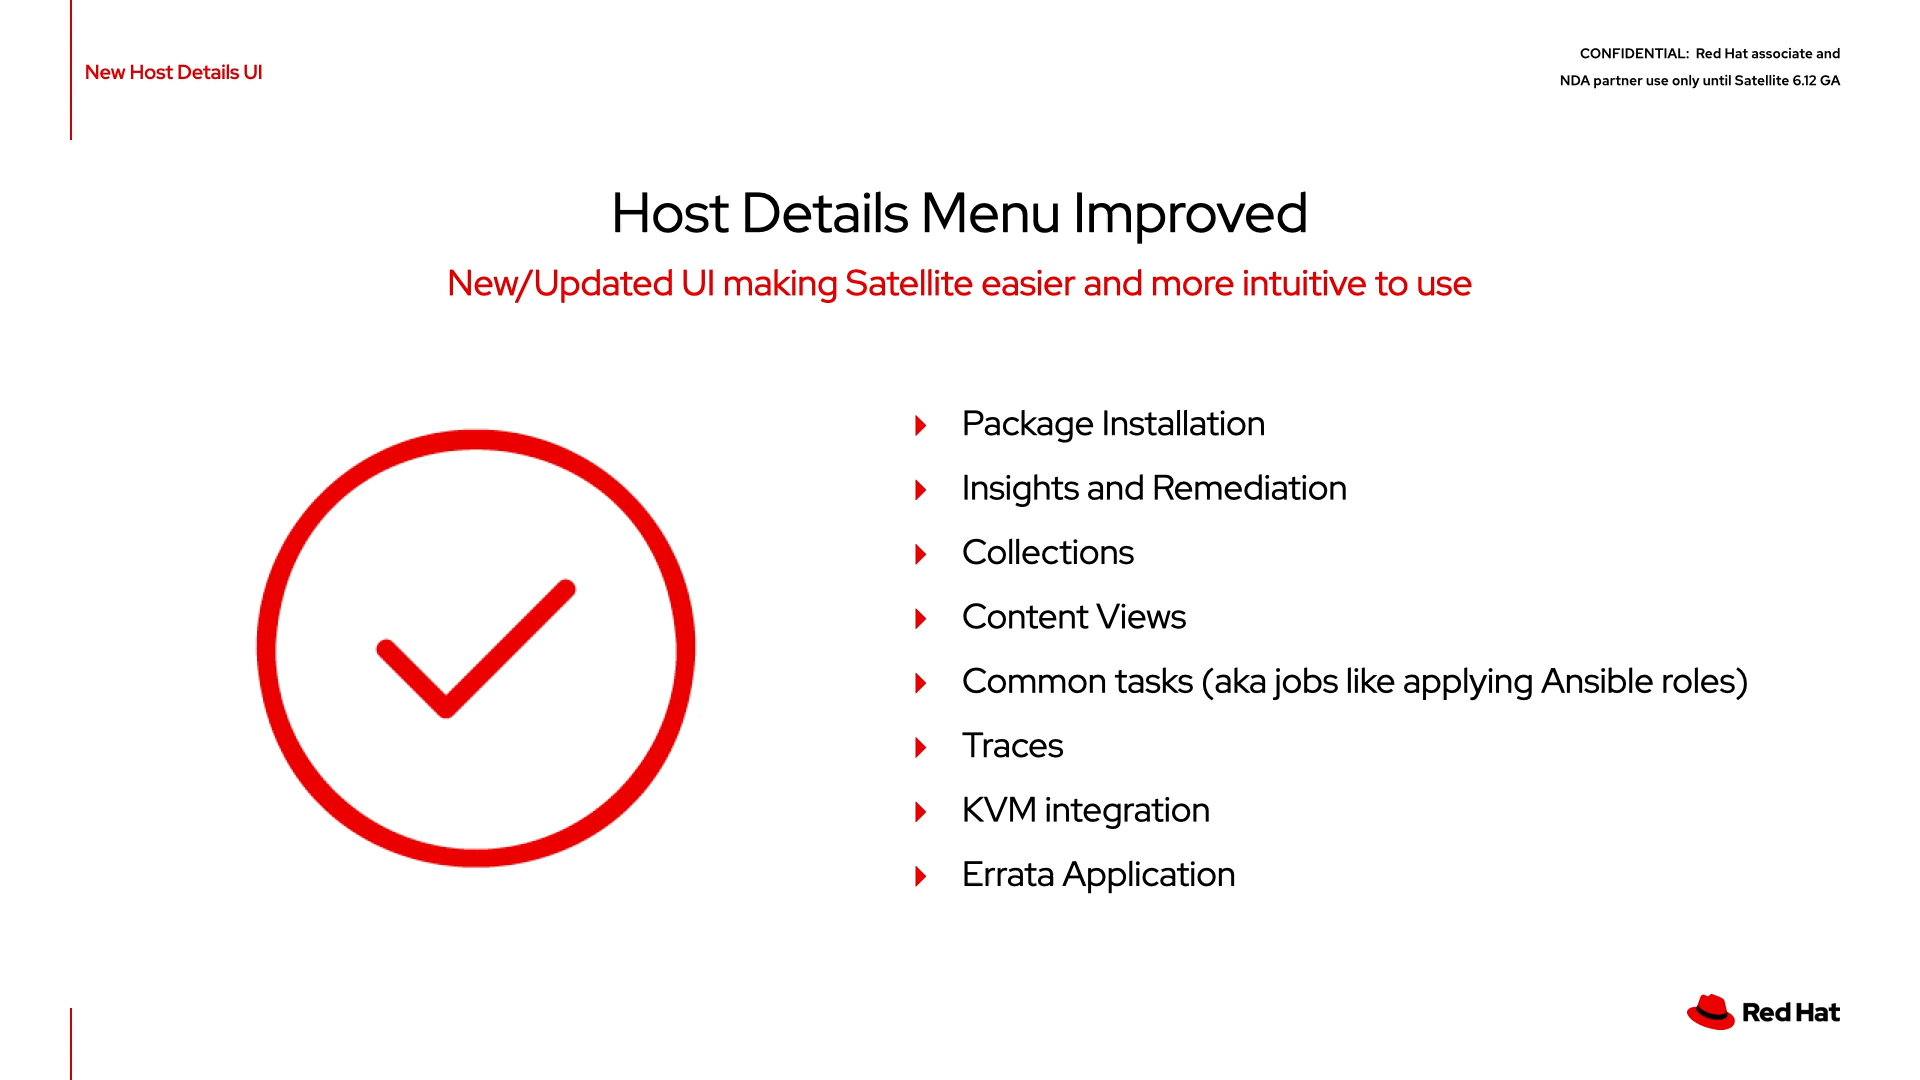 New Host Details UI
CONFIDENTIAL: Red Hat associate and
NDA partner use only until Satellite 6.12 GA
Host Details Menu Improved
New/Updated UI making Satellite easier and more intuitive to use
Package Installation
Insights and Remediation
Collections
Content Views
Common tasks (aka jobs like applying Ansible roles)
Traces
KVM integration
Errata Application
Red Hat